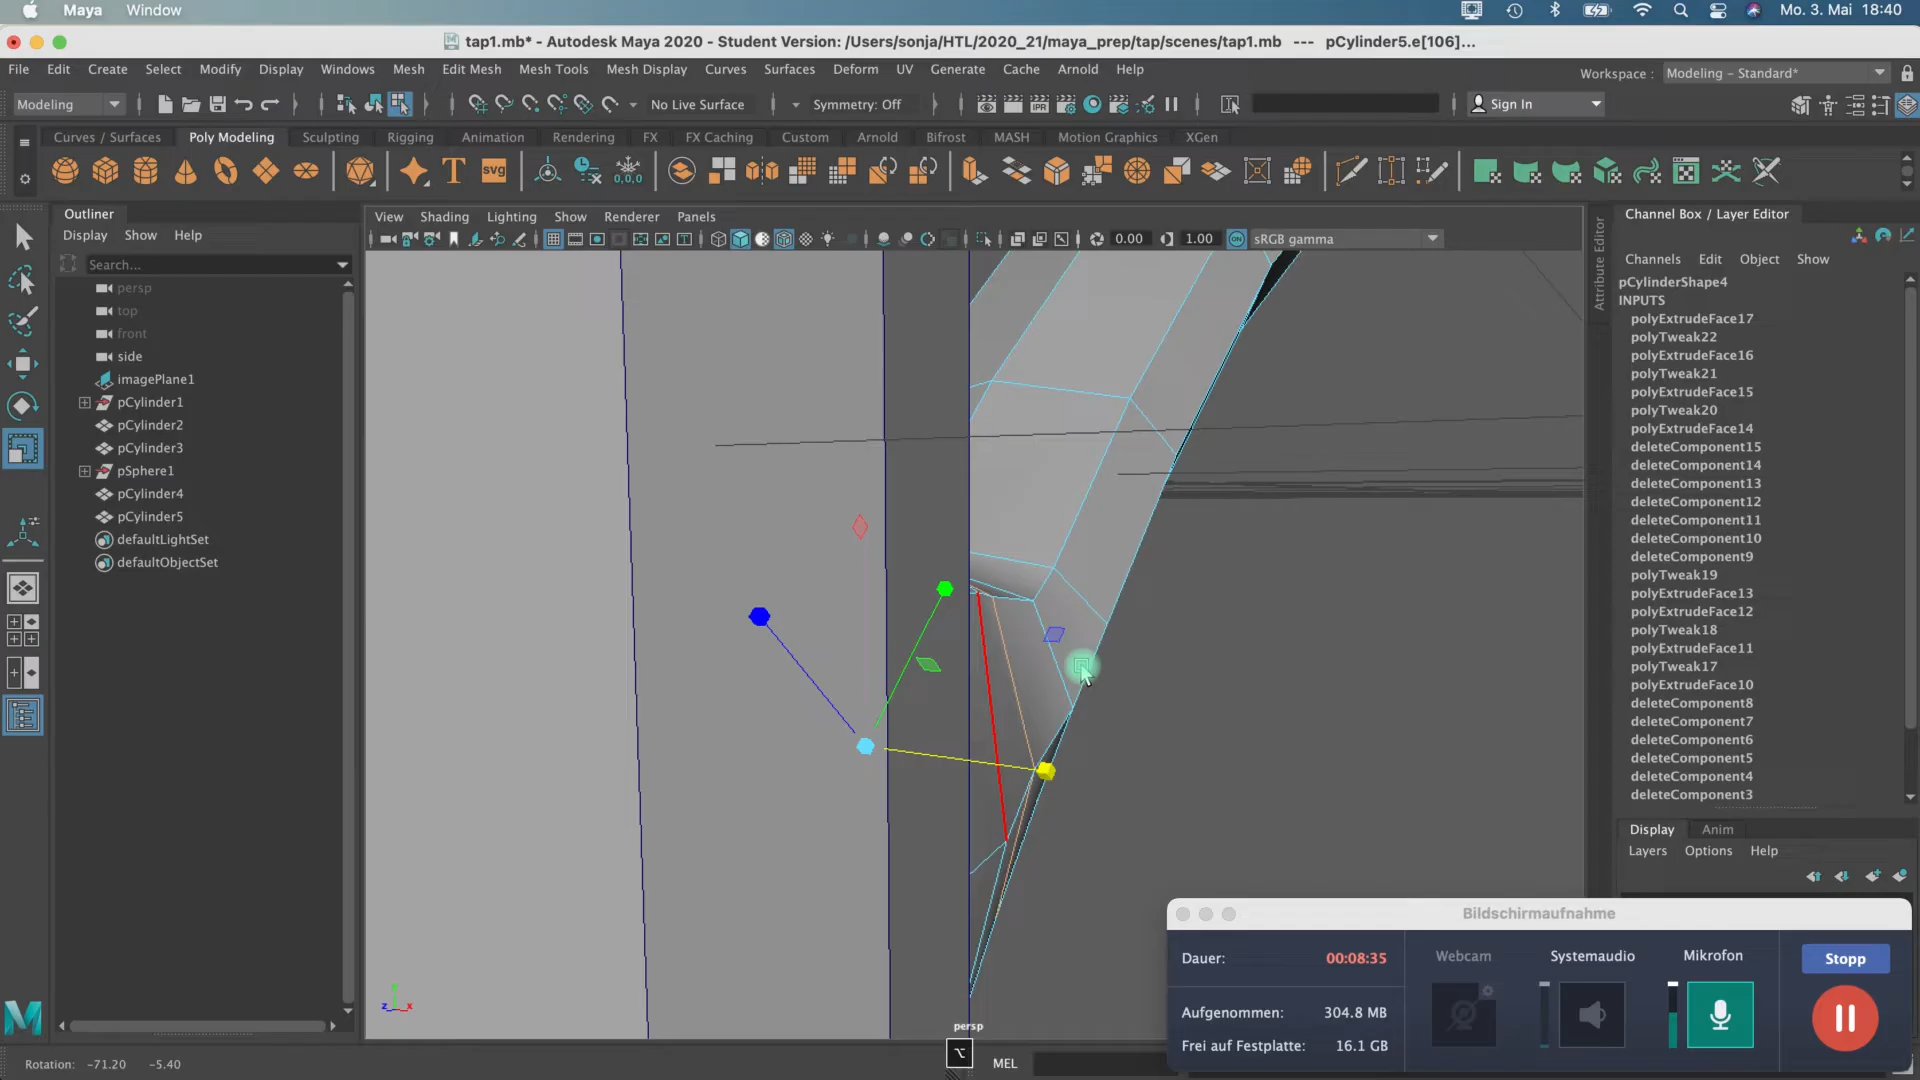 Maya Window Mo. 3. Mai 18:40
tap1.mb* - Autodesk Maya 2020 - Student Version: /Users/sonja/HTL/2020_21/maya_prep/tap/scenes/tap1.mb --- pCylinder5.e[106]...
File Edit Create Select Modify Display Windows Mesh Edit Mesh Mesh Tools Mesh Display Curves Surfaces Deform UV Generate Cache Arnold Help Workspace : Modeling - Standard*
Modeling No Live Surface Symmetry: Off IPR Sign In
Curves / Surfaces Poly Modeling Sculpting Rigging Animation Rendering FX FX Caching Custom Arnold Bifrost MASH Motion Graphics XGen
T SVG 0,0,0
Outliner
Display Show Help
Search...
persp
top
front
side
imagePlane1
pCylinder1
pCylinder2
pCylinder3
pSphere1
pCylinder4
pCylinder5
defaultLightSet
defaultObjectSet
View Shading Lighting Show Renderer Panels
0.00 1.00 ON sRGB gamma
z x
persp
Attribute Editor
Channel Box / Layer Editor
Channels Edit Object Show
pCylinderShape4
INPUTS
polyExtrudeFace17
polyTweak22
polyExtrudeFace16
polyTweak21
polyExtrudeFace15
polyTweak20
polyExtrudeFace14
deleteComponent15
deleteComponent14
deleteComponent13
deleteComponent12
deleteComponent11
deleteComponent10
deleteComponent9
polyTweak19
polyExtrudeFace13
polyExtrudeFace12
polyTweak18
polyExtrudeFace11
polyTweak17
polyExtrudeFace10
deleteComponent8
deleteComponent7
deleteComponent6
deleteComponent5
deleteComponent4
deleteComponent3
Display Anim
Layers Options Help
Bildschirmaufnahme
Dauer: 00:08:35
Aufgenommen: 304.8 MB
Frei auf Festplatte: 16.1 GB
Webcam Systemaudio Mikrofon
Stopp
Rotation: -71.20 -5.40
⌥ MEL